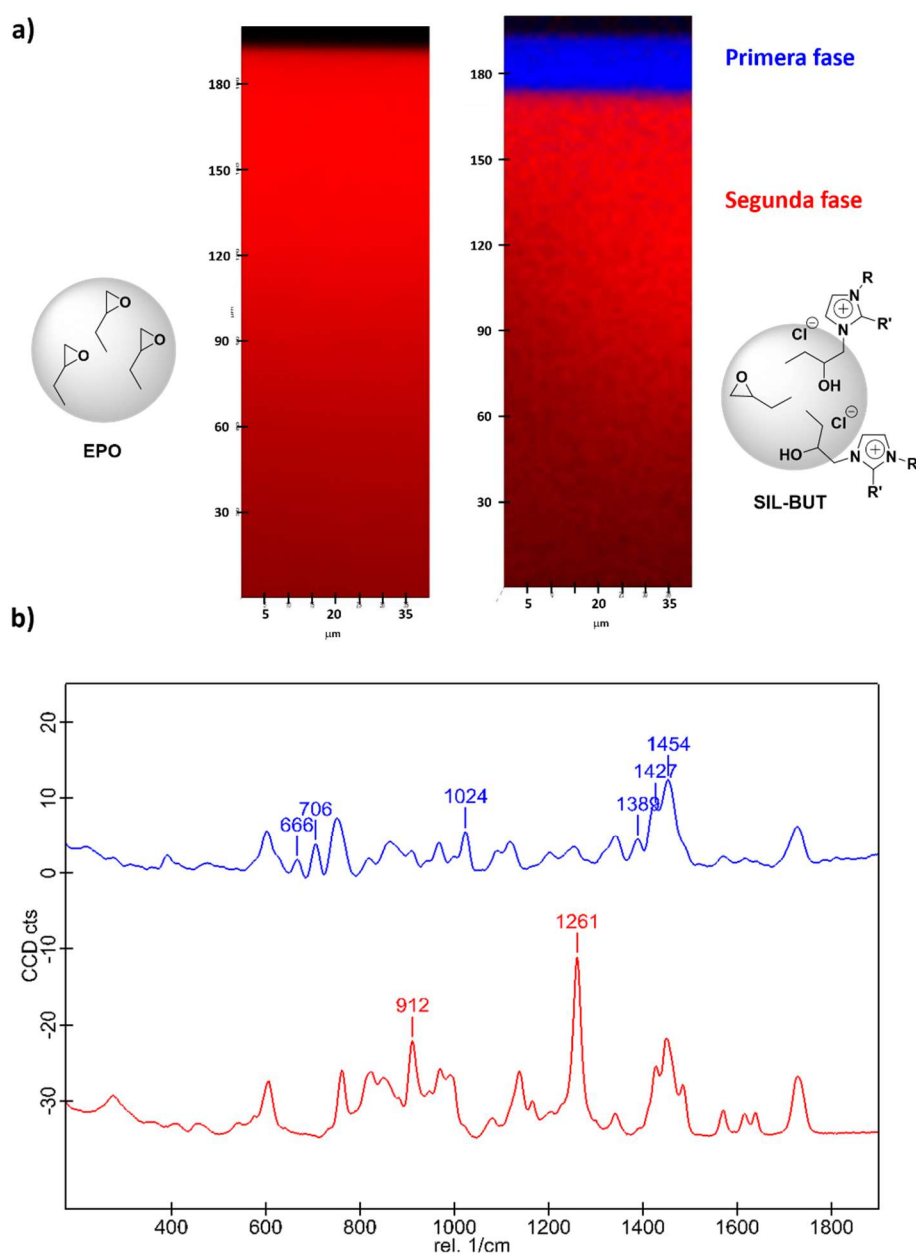 a)
Primera fase
Segunda fase
180
150
120
µm
90
60
30
5
20
35
µm
180
150
120
90
60
30
5
20
35
µm
O
O
O
EPO
R
N
+
N
R'
Cl⊖
OH
O
Cl⊖
HO
N
+
N
R
R'
SIL-BUT
b)
20
10
0
-10
-20
-30
CCD cts
666
706
1024
1389
1427
1454
912
1261
400
600
800
1000
1200
1400
1600
1800
rel. 1/cm